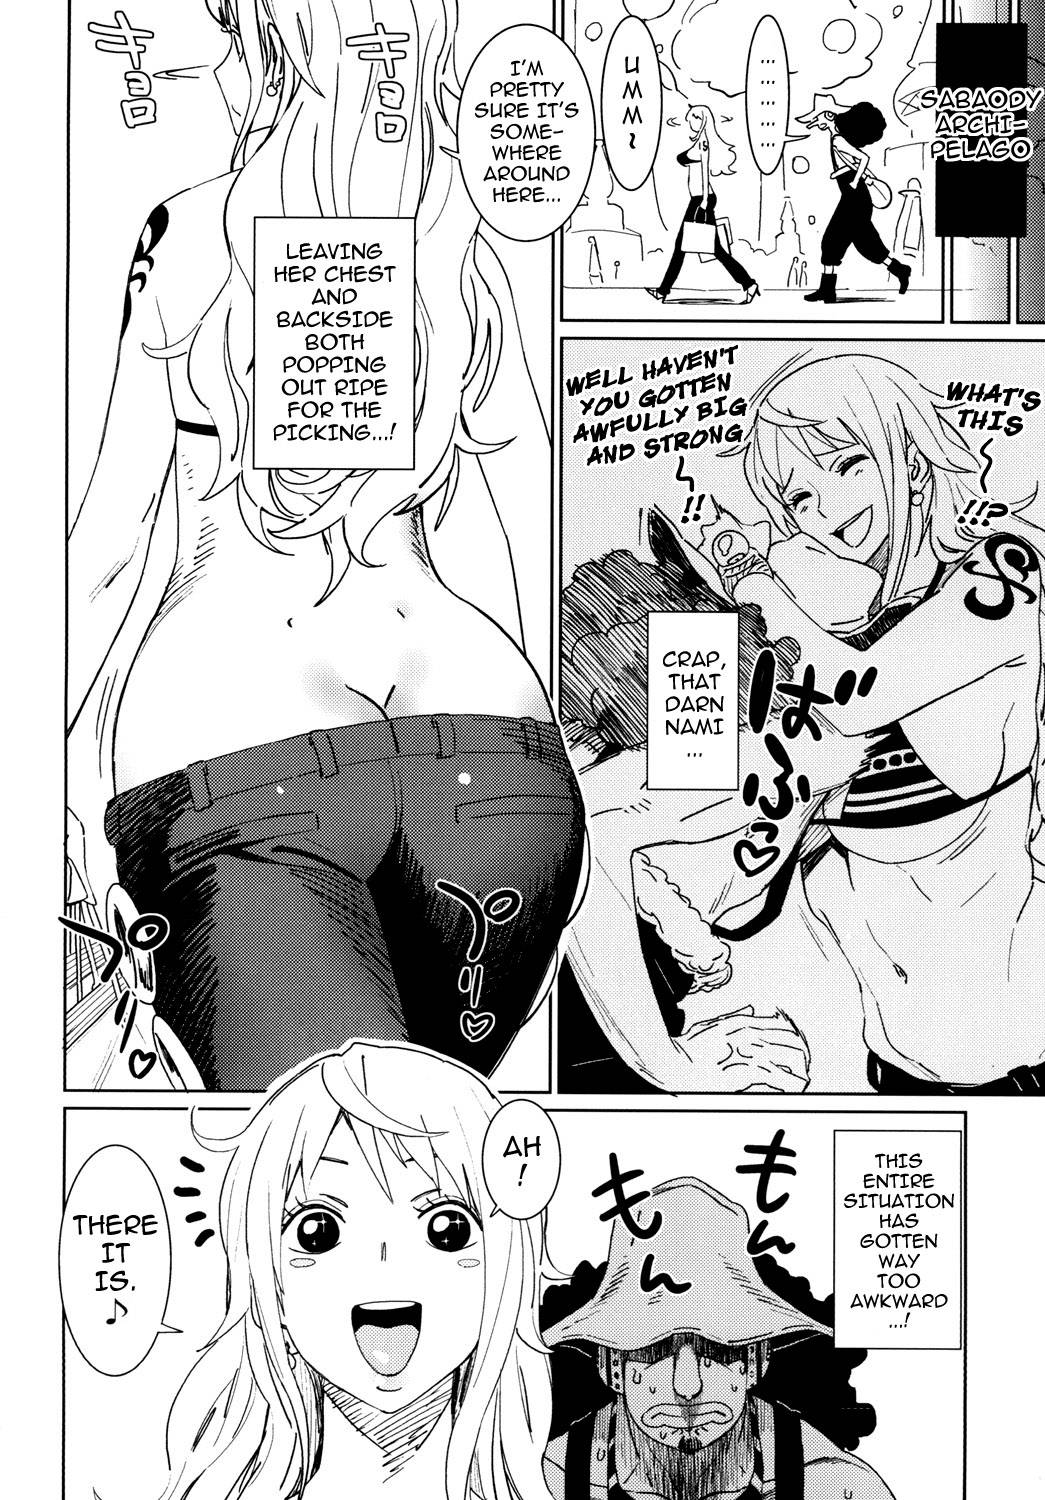 SABAODY
ARCHI-
PELAGO
..............
UMM~
I'M
PRETTY
SURE IT'S
SOME-
WHERE
AROUND
HERE...
キョロ
キョロ
LEAVING
HER CHEST
AND
BACKSIDE
BOTH
POPPING
OUT RIPE
FOR THE
PICKING...!
プリ♡
プリ♡
WHAT'S
THIS
~!!?
WELL HAVEN'T
YOU GOTTEN
AWFULLY BIG
AND STRONG
~!!
CRAP,
THAT
DARN
NAMI
...
ばふっ♡
THIS
ENTIRE
SITUATION
HAS
GOTTEN
WAY
TOO
AWKWARD
...!
もん
もん
AH
!
THERE
IT
IS.
♪